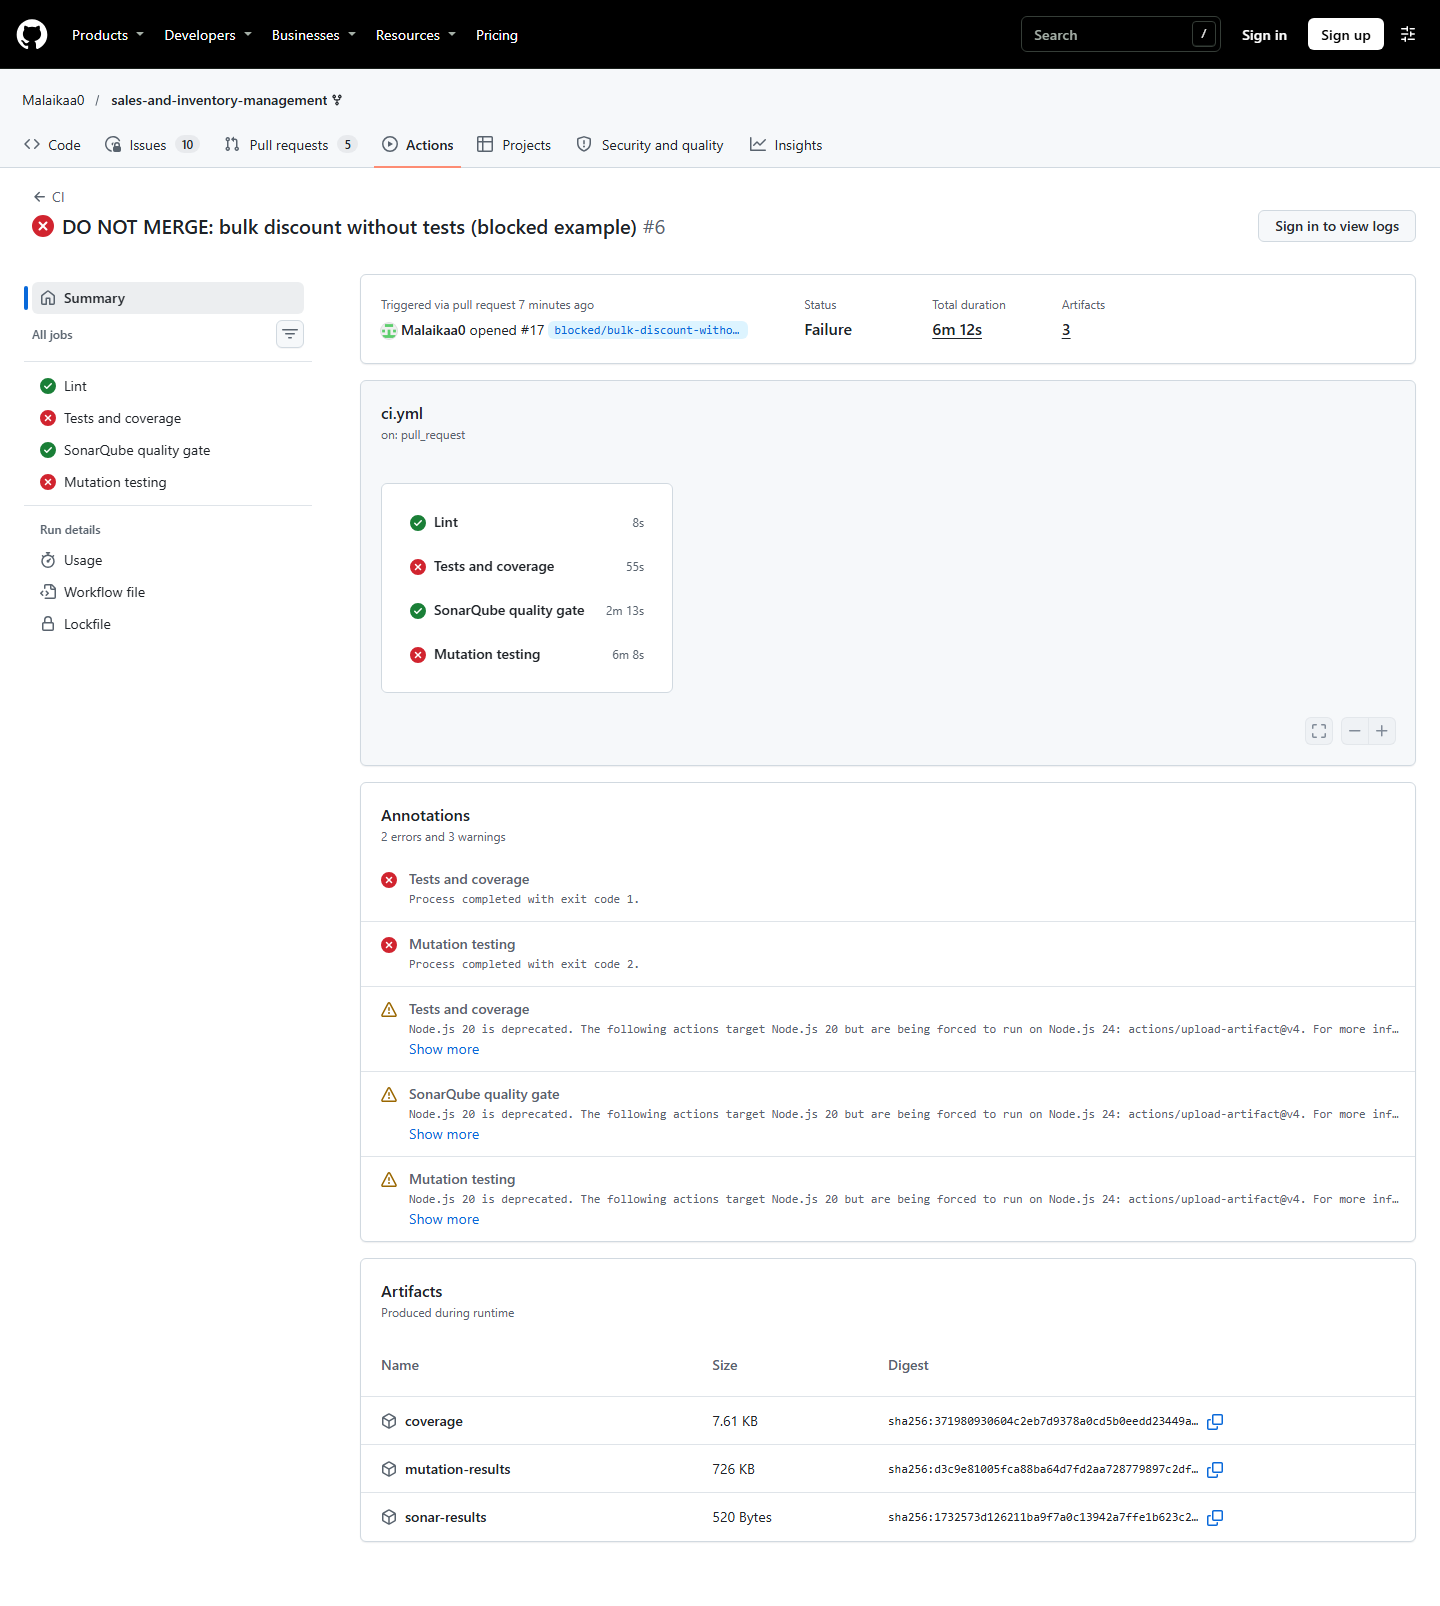 Products Developers Businesses Resources Pricing Search / Sign in Sign up
Malaikaa0 / sales-and-inventory-management
Code Issues 10 Pull requests 5 Actions Projects Security and quality Insights
CI
DO NOT MERGE: bulk discount without tests (blocked example) #6
Sign in to view logs
Summary
All jobs
Lint
Tests and coverage
SonarQube quality gate
Mutation testing
Run details
Usage
Workflow file
Lockfile
Triggered via pull request 7 minutes ago
Malaikaa0 opened #17 blocked/bulk-discount-witho…
Status
Failure
Total duration
6m 12s
Artifacts
3
ci.yml
on: pull_request
Lint 8s
Tests and coverage 55s
SonarQube quality gate 2m 13s
Mutation testing 6m 8s
Annotations
2 errors and 3 warnings
Tests and coverage
Process completed with exit code 1.
Mutation testing
Process completed with exit code 2.
Tests and coverage
Node.js 20 is deprecated. The following actions target Node.js 20 but are being forced to run on Node.js 24: actions/upload-artifact@v4. For more inf…
Show more
SonarQube quality gate
Node.js 20 is deprecated. The following actions target Node.js 20 but are being forced to run on Node.js 24: actions/upload-artifact@v4. For more inf…
Show more
Mutation testing
Node.js 20 is deprecated. The following actions target Node.js 20 but are being forced to run on Node.js 24: actions/upload-artifact@v4. For more inf…
Show more
Artifacts
Produced during runtime
Name Size Digest
coverage 7.61 KB sha256:371980930604c2eb7d9378a0cd5b0eedd23449a…
mutation-results 726 KB sha256:d3c9e81005fca88ba64d7fd2aa728779897c2df…
sonar-results 520 Bytes sha256:1732573d126211ba9f7a0c13942a7ffe1b623c2…